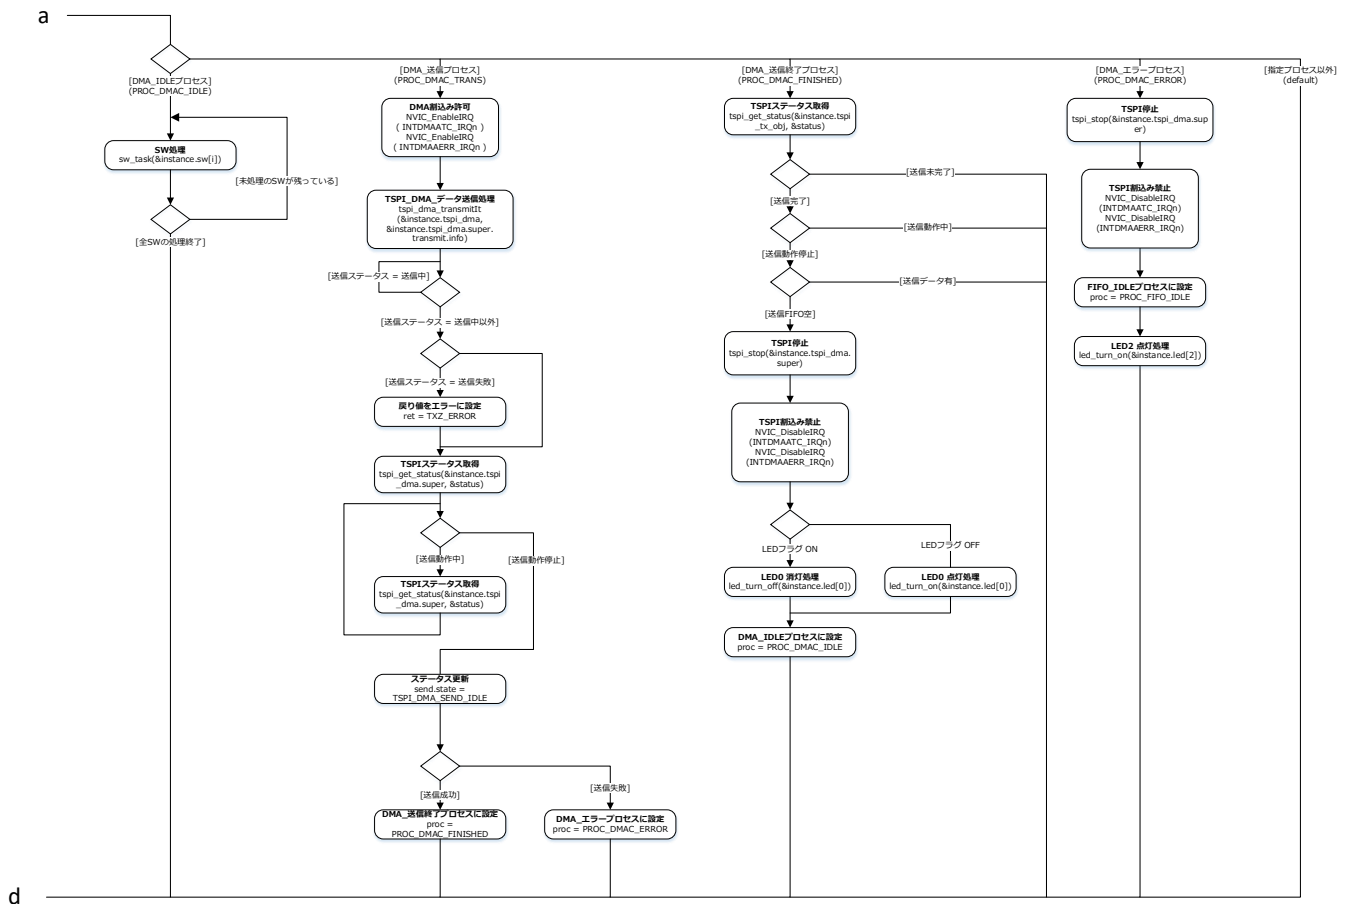 a
[DMA_IDLEプロセス]
(PROC_DMAC_IDLE)
SW処理
sw_task(&instance.sw[i])
[未処理のSWが残っている]
[全SWの処理終了]
[DMA_送信プロセス]
(PROC_DMAC_TRANS)
DMA割込み許可
NVIC_EnableIRQ
( INTDMAATC_IRQn )
NVIC_EnableIRQ
( INTDMAAERR_IRQn )
TSPI_DMA_データ送信処理
tspi_dma_transmitIt
(&instance.tspi_dma,
&instance.tspi_dma.super.
transmit.info)
[送信ステータス = 送信中]
[送信ステータス = 送信中以外]
[送信ステータス = 送信失敗]
戻り値をエラーに設定
ret = TXZ_ERROR
TSPIステータス取得
tspi_get_status(&instance.tspi
_dma.super, &status)
[送信動作中]
[送信動作停止]
TSPIステータス取得
tspi_get_status(&instance.tspi
_dma.super, &status)
ステータス更新
send.state =
TSPI_DMA_SEND_IDLE
[送信成功]
[送信失敗]
DMA_送信終了プロセスに設定
proc =
PROC_DMAC_FINISHED
DMA_エラープロセスに設定
proc = PROC_DMAC_ERROR
[DMA_送信終了プロセス]
(PROC_DMAC_FINISHED)
TSPIステータス取得
tspi_get_status(&instance.tspi
_tx_obj, &status)
[送信未完了]
[送信完了]
[送信動作中]
[送信動作停止]
[送信データ有]
[送信FIFO空]
TSPI停止
tspi_stop(&instance.tspi_dma.
super)
TSPI割込み禁止
NVIC_DisableIRQ
(INTDMAATC_IRQn)
NVIC_DisableIRQ
(INTDMAAERR_IRQn)
LEDフラグ ON
LEDフラグ OFF
LED0 消灯処理
led_turn_off(&instance.led[0])
LED0 点灯処理
led_turn_on(&instance.led[0])
DMA_IDLEプロセスに設定
proc = PROC_DMAC_IDLE
[DMA_エラープロセス]
(PROC_DMAC_ERROR)
TSPI停止
tspi_stop(&instance.tspi_dma.sup
er)
TSPI割込み禁止
NVIC_DisableIRQ
(INTDMAATC_IRQn)
NVIC_DisableIRQ
(INTDMAAERR_IRQn)
FIFO_IDLEプロセスに設定
proc = PROC_FIFO_IDLE
LED2 点灯処理
led_turn_on(&instance.led[2])
[指定プロセス以外]
(default)
d